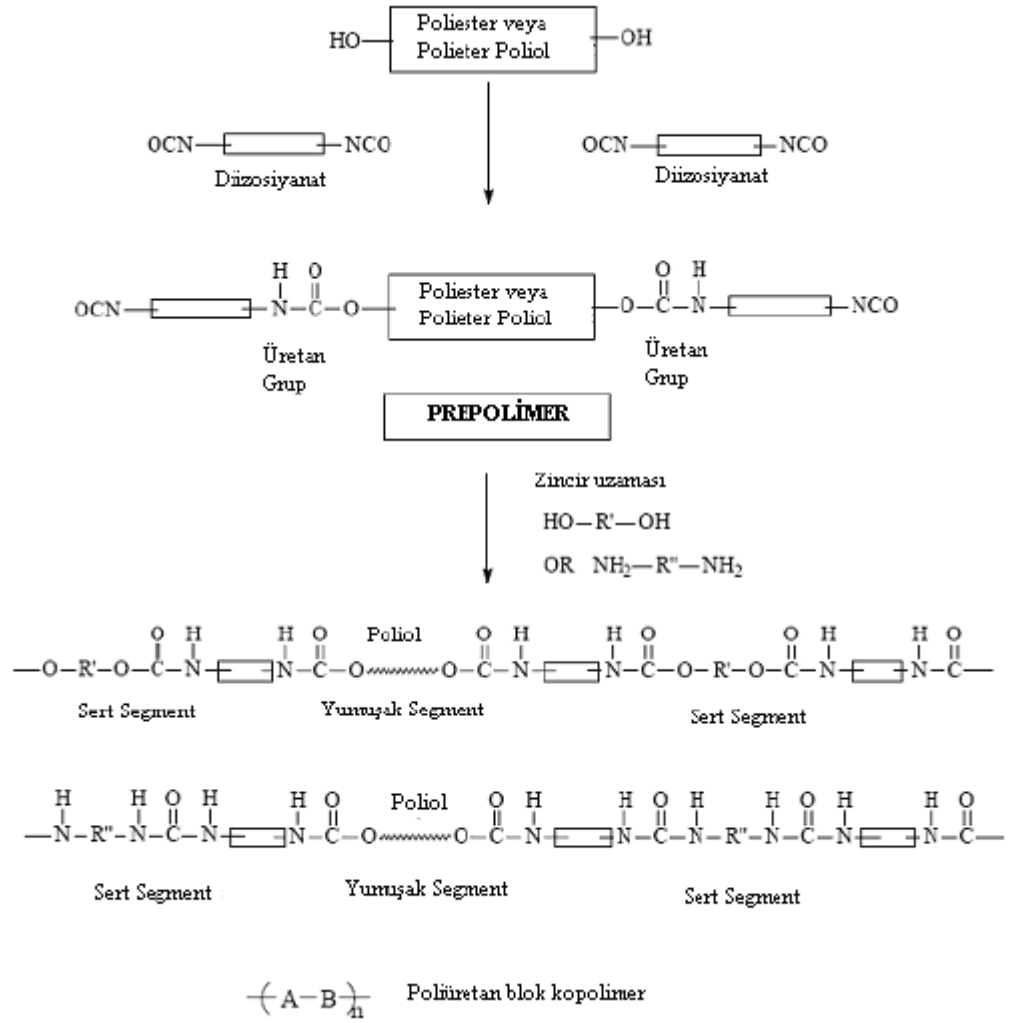 Poliester veya
HO OH
Polieter Poliol
OCN NCO OCN NCO
Diizosiyanat Diizosiyanat
H O O H
Poliester veya
OCN N—C—O O—C—N NCO
Polieter Poliol
Üretan Üretan
Grup Grup
PREPOLİMER
Zincir uzaması
HO—R'—OH
OR NH2—R"—NH2
O H H O Poliol O H H O O H H O
—O—R'—O—C—N N—C—O O—C—N N—C—O—R'—O—C—N N—C—
Sert Segment Yumuşak Segment Sert Segment
H H O H H O Poliol O H H O H H O H H O
—N—R"—N—C—N N—C—O O—C—N N—C—N—R"—N—C—N N—C—
Sert Segment Yumuşak Segment Sert Segment
(A—B)n Poliüretan blok kopolimer